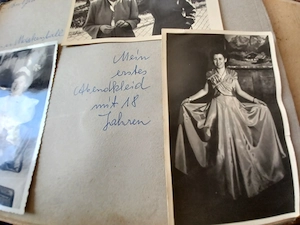 Mein
erstes
Abendkleid
mit 18
Jahren